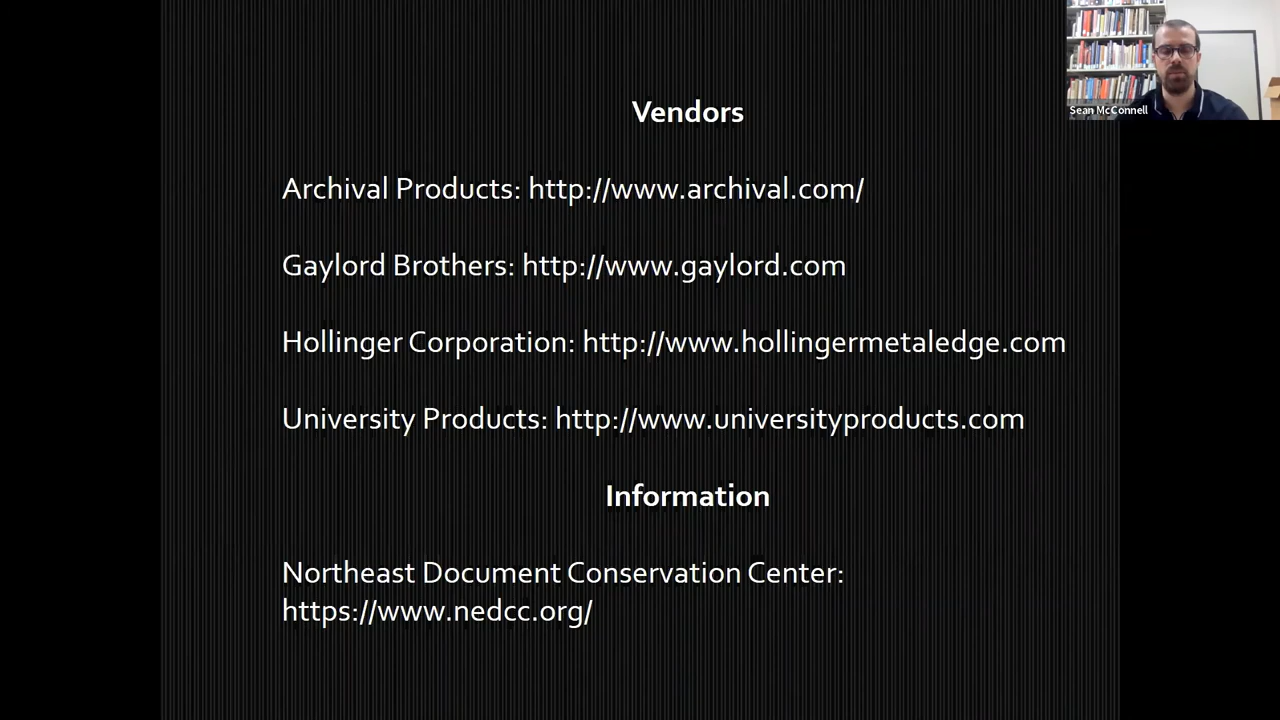 Vendors
Archival Products: http://www.archival.com/
Gaylord Brothers: http://www.gaylord.com
Hollinger Corporation: http://www.hollingermetaledge.com
University Products: http://www.universityproducts.com
Information
Northeast Document Conservation Center:
https://www.nedcc.org/
Sean McConnell